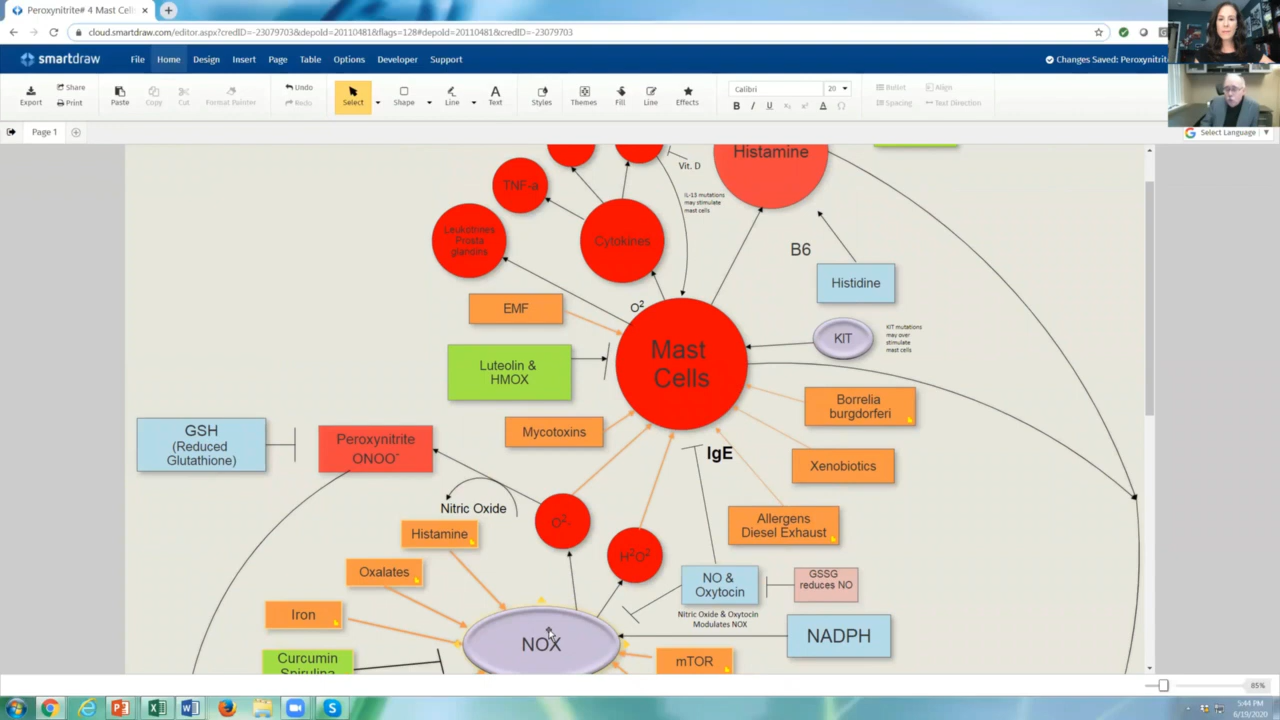 Peroxynitrite# 4 Mast Cel
cloud.smartdraw.com/editor.aspx?credID=-23079703&depoId=20110481&flags=128#depoId=20110481&credID=-23079703
smartdraw
File Home Design Insert Page Table Options Developer Support
Changes Saved: Peroxynitrit
Export
Share
Print
Paste
Copy
Cut
Format Painter
Undo
Redo
Select
Shape
Line
Text
Styles
Themes
Fill
Line
Effects
Calibri
20
Bullet
Align
Spacing
Text Direction
Page 1
Select Language
Histamine
Vit. D
TNF-a
IL-13 mutations
may stimulate
mast cells
Leukotrines
Prosta
glandins
Cytokines
B6
Histidine
EMF
O2
KIT
KIT mutations
may over
stimulate
mast cells
Mast
Cells
Luteolin &
HMOX
Borrelia
burgdorferi
Mycotoxins
GSH
(Reduced
Glutathione)
Peroxynitrite
ONOO-
IgE
Xenobiotics
Nitric Oxide
O2-
Allergens
Diesel Exhaust
Histamine
H2O2
Oxalates
NO &
Oxytocin
GSSG
reduces NO
Iron
Nitric Oxide & Oxytocin
Modulates NOX
NADPH
NOX
Curcumin
Spirulina
mTOR
85%
5:44 PM
6/19/2020